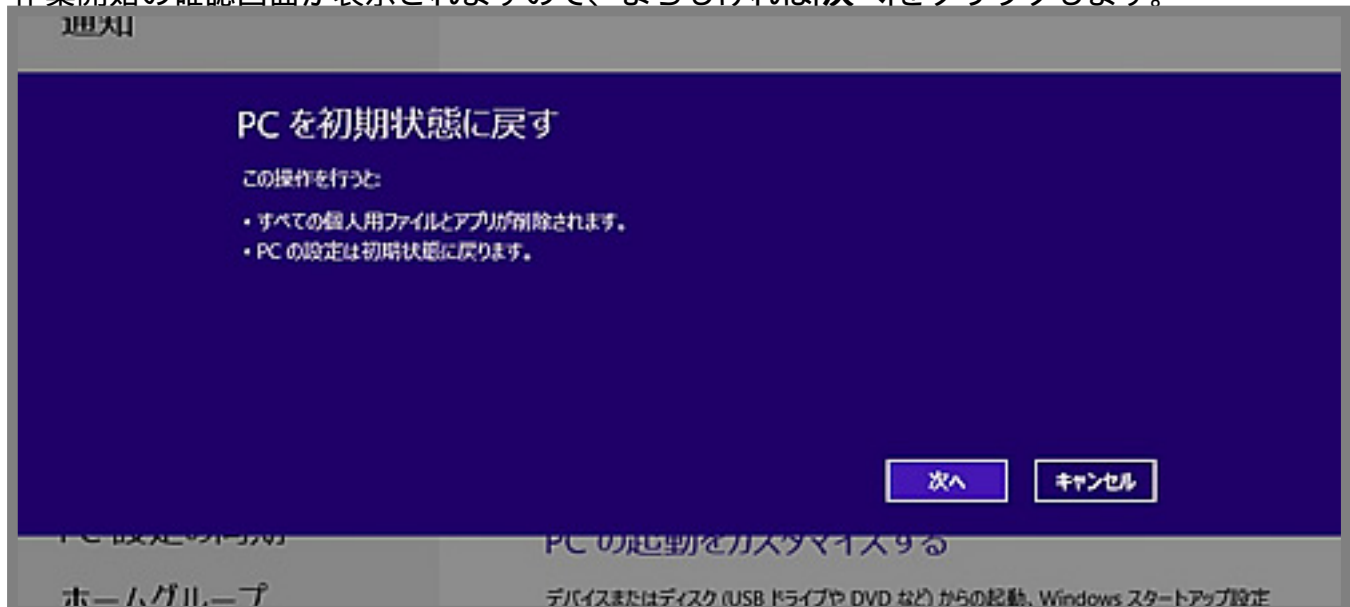 作業開始の確認画面が表示されますので、よろしければ[次へ]をクリックします。
通知
PC を初期状態に戻す
この操作を行うと:
・すべての個人用ファイルとアプリが削除されます。
・PC の設定は初期状態に戻ります。
次へ キャンセル
PC 設定の同期
PC の起動をカスタマイズする
ホームグループ
デバイスまたはディスク (USB ドライブや DVD など) からの起動、Windows スタートアップ設定